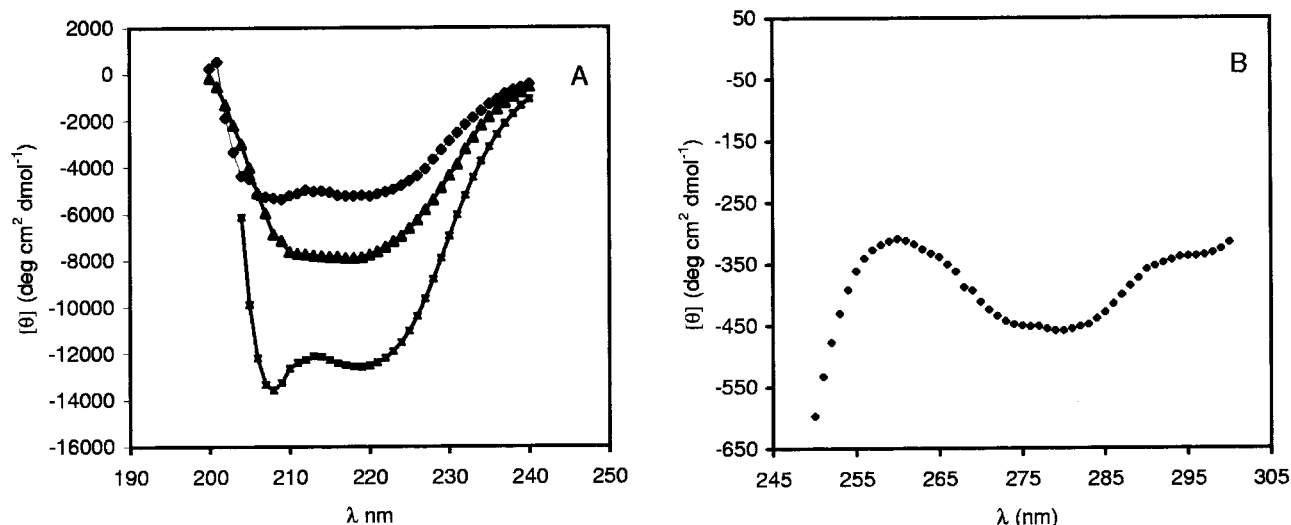 A
[θ] (deg cm² dmol⁻¹)
2000
0
-2000
-4000
-6000
-8000
-10000
-12000
-14000
-16000
190 200 210 220 230 240 250
λ nm
B
[θ] (deg cm² dmol⁻¹)
50
-50
-150
-250
-350
-450
-550
-650
245 255 265 275 285 295 305
λ (nm)